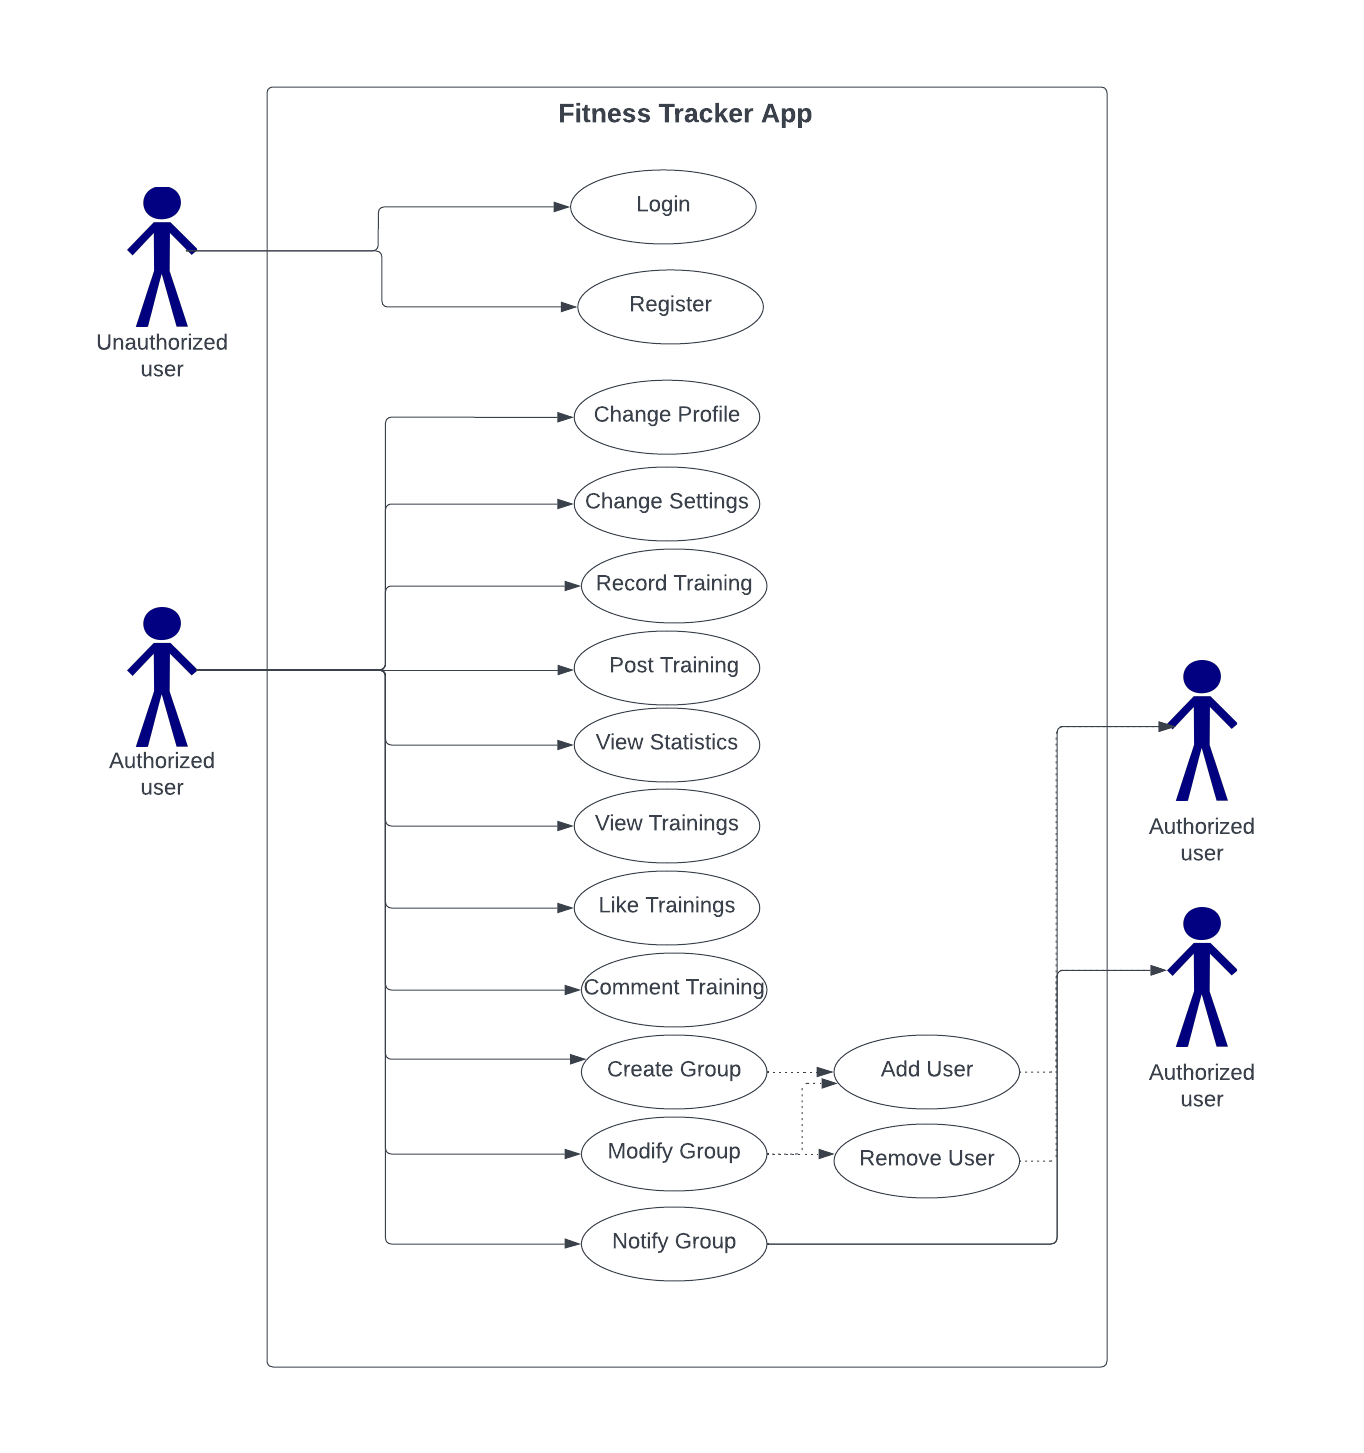 Fitness Tracker App
Login
Register
Unauthorized
user
Change Profile
Change Settings
Record Training
Post Training
View Statistics
Authorized
user
View Trainings
Authorized
user
Like Trainings
Comment Training
Create Group
Add User
Authorized
user
Modify Group
Remove User
Notify Group